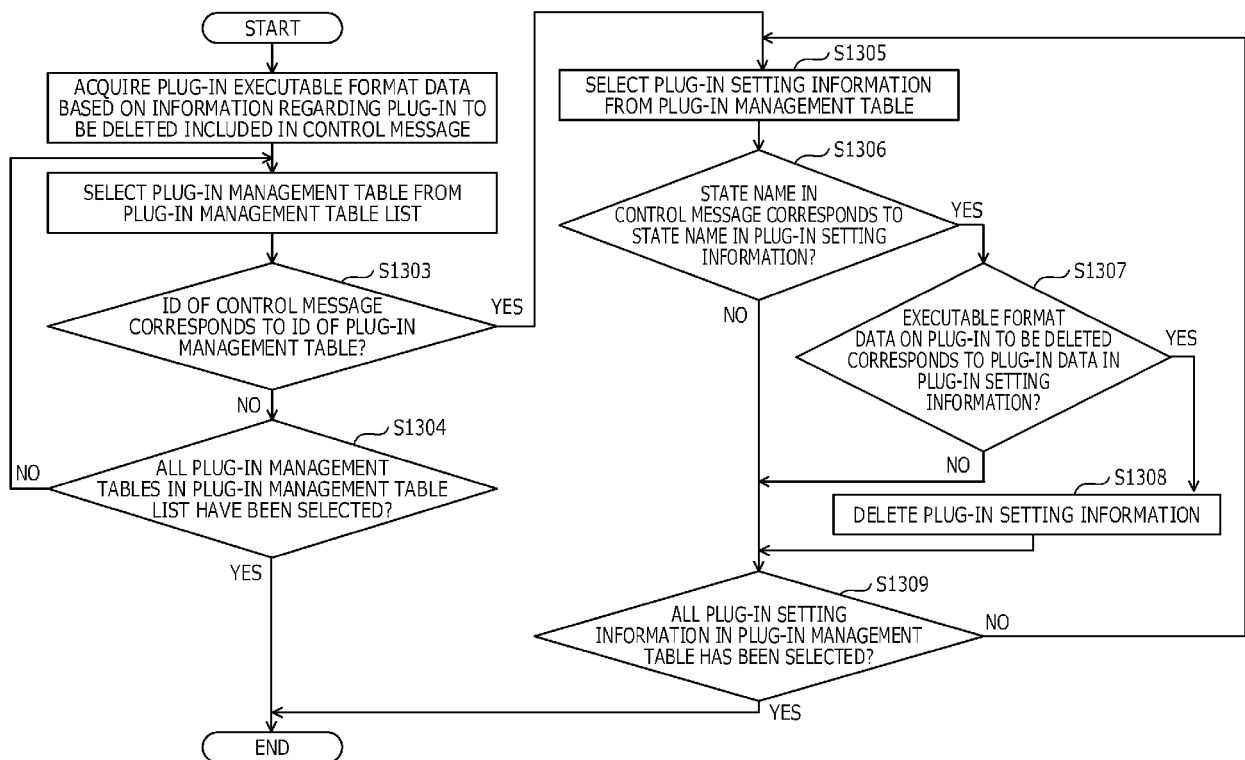 START
ACQUIRE PLUG-IN EXECUTABLE FORMAT DATA
BASED ON INFORMATION REGARDING PLUG-IN TO
BE DELETED INCLUDED IN CONTROL MESSAGE
SELECT PLUG-IN MANAGEMENT TABLE FROM
PLUG-IN MANAGEMENT TABLE LIST
S1303
ID OF CONTROL MESSAGE
CORRESPONDS TO ID OF PLUG-IN
MANAGEMENT TABLE?
YES
NO
S1304
ALL PLUG-IN MANAGEMENT
TABLES IN PLUG-IN MANAGEMENT TABLE
LIST HAVE BEEN SELECTED?
NO
YES
S1305
SELECT PLUG-IN SETTING INFORMATION
FROM PLUG-IN MANAGEMENT TABLE
S1306
STATE NAME IN
CONTROL MESSAGE CORRESPONDS TO
STATE NAME IN PLUG-IN SETTING
INFORMATION?
YES
NO
S1307
EXECUTABLE FORMAT
DATA ON PLUG-IN TO BE DELETED
CORRESPONDS TO PLUG-IN DATA IN
PLUG-IN SETTING
INFORMATION?
YES
NO
S1308
DELETE PLUG-IN SETTING INFORMATION
S1309
ALL PLUG-IN SETTING
INFORMATION IN PLUG-IN MANAGEMENT
TABLE HAS BEEN SELECTED?
NO
YES
END